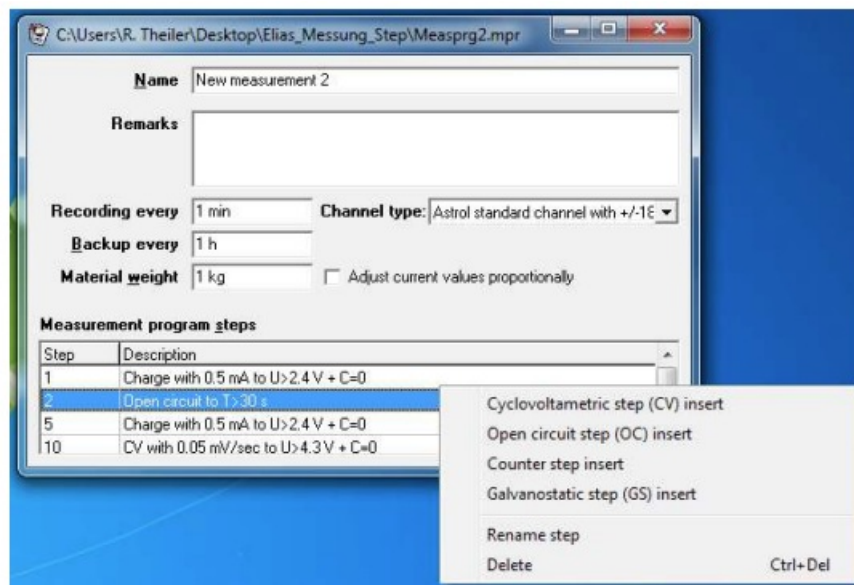 C:\Users\R. Theiler\Desktop\Elias_Messung_Step\Measprg2.mpr
Name New measurement 2
Remarks
Recording every 1 min Channel type: Astrol standard channel with +/-18
Backup every 1 h
Material weight 1 kg Adjust current values proportionally
Measurement program steps
Step Description
1 Charge with 0.5 mA to U>2.4 V + C=0
2 Open circuit to T>30 s
5 Charge with 0.5 mA to U>2.4 V + C=0
10 CV with 0.05 mV/sec to U>4.3 V + C=0
Cyclovoltametric step (CV) insert
Open circuit step (OC) insert
Counter step insert
Galvanostatic step (GS) insert
Rename step
Delete Ctrl+Del